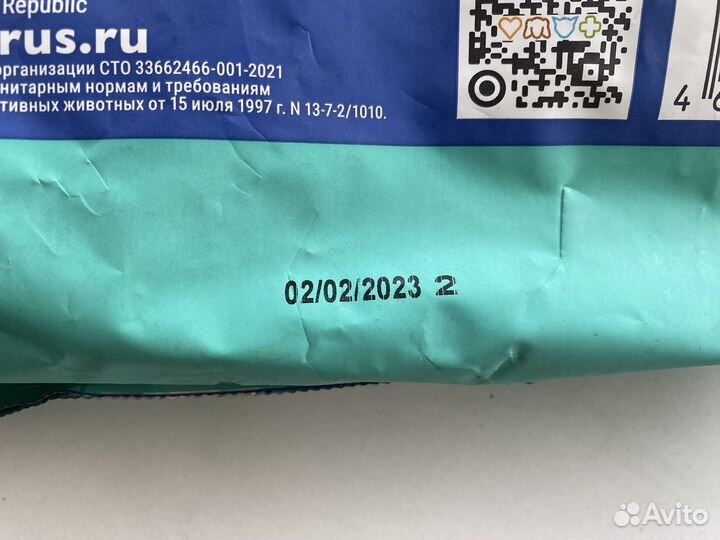 Republic
rus.ru
организации СТО 33662466-001-2021
нитарным нормам и требованиям
тивных животных от 15 июля 1997 г. N 13-7-2/1010.
4
02/02/2023 2
Avito